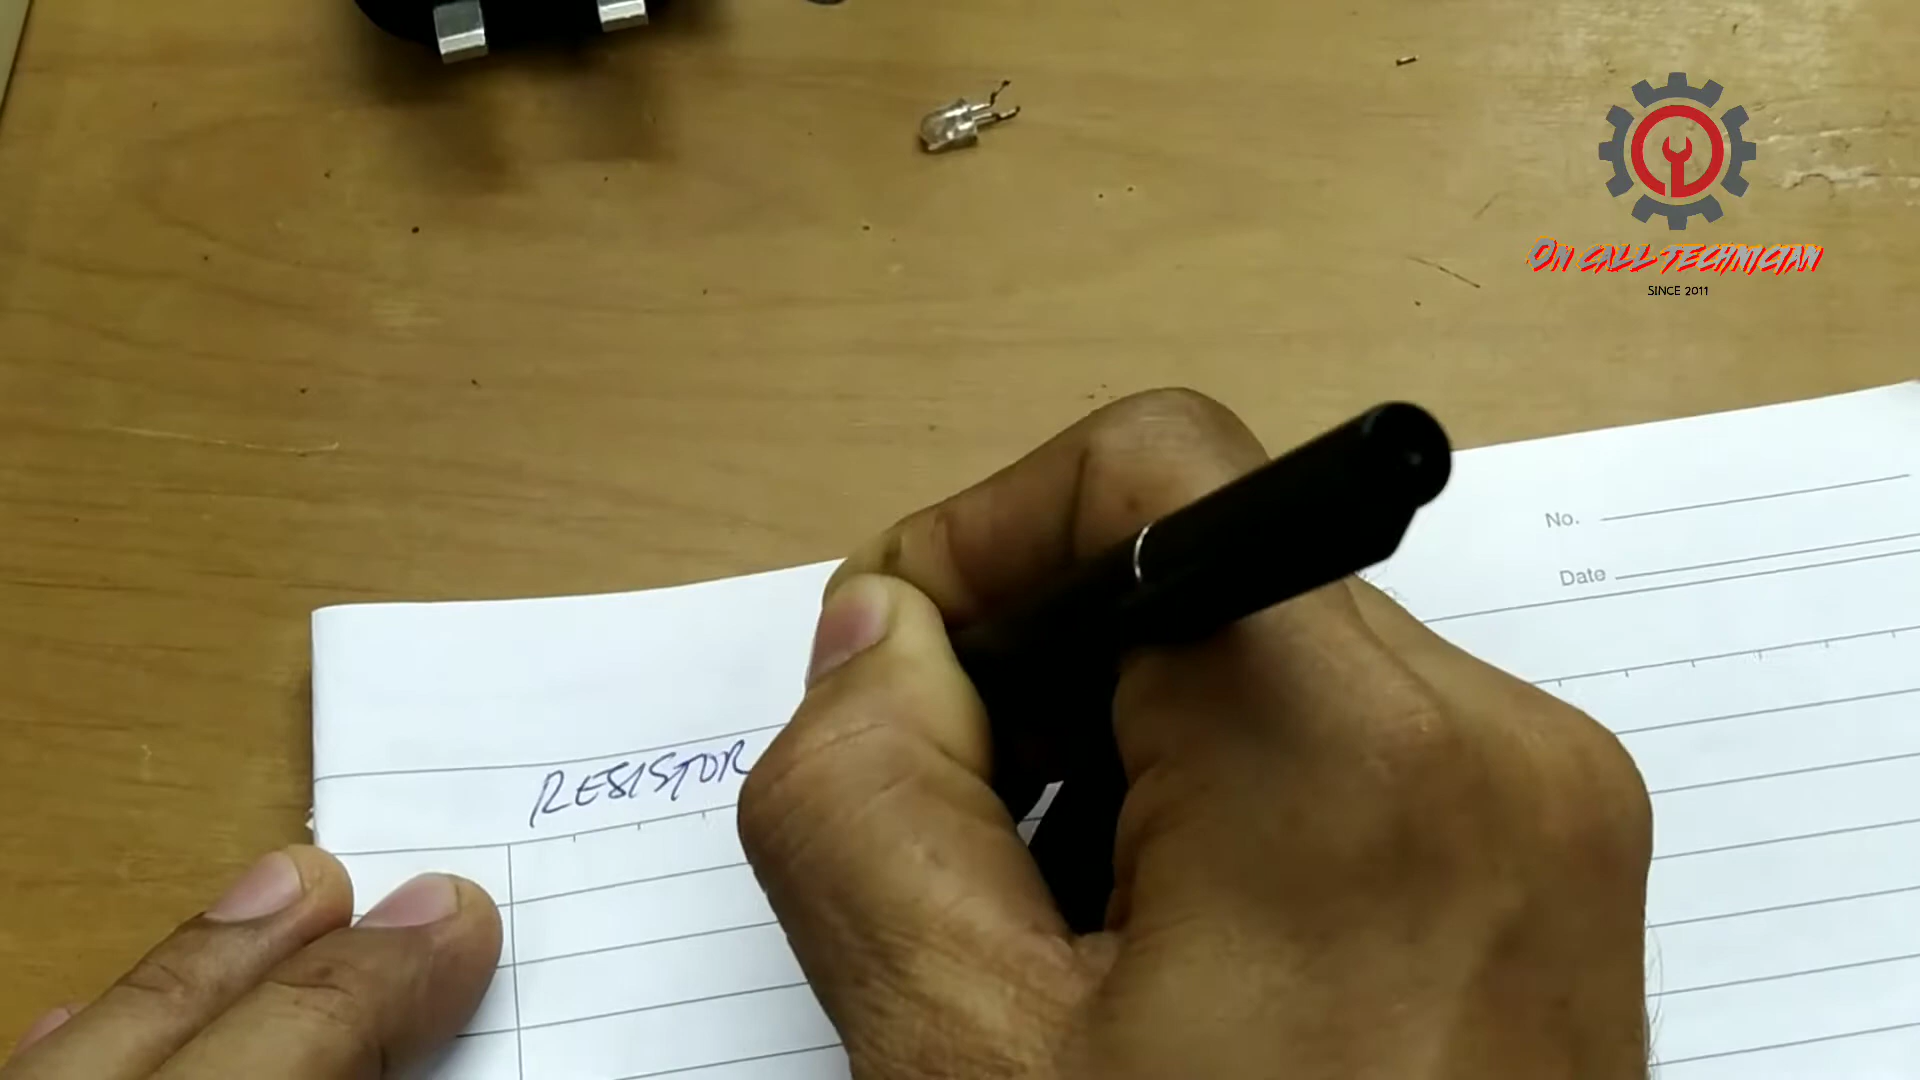 On call technician
SINCE 2011
No.
Date
RESISTOR